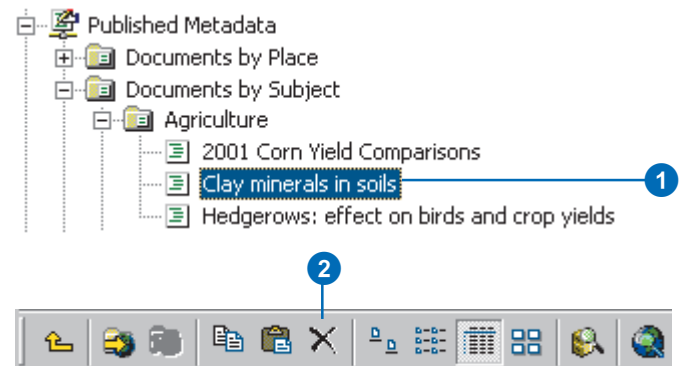 Published Metadata
Documents by Place
Documents by Subject
Agriculture
2001 Corn Yield Comparisons
Clay minerals in soils
1
Hedgerows: effect on birds and crop yields
2